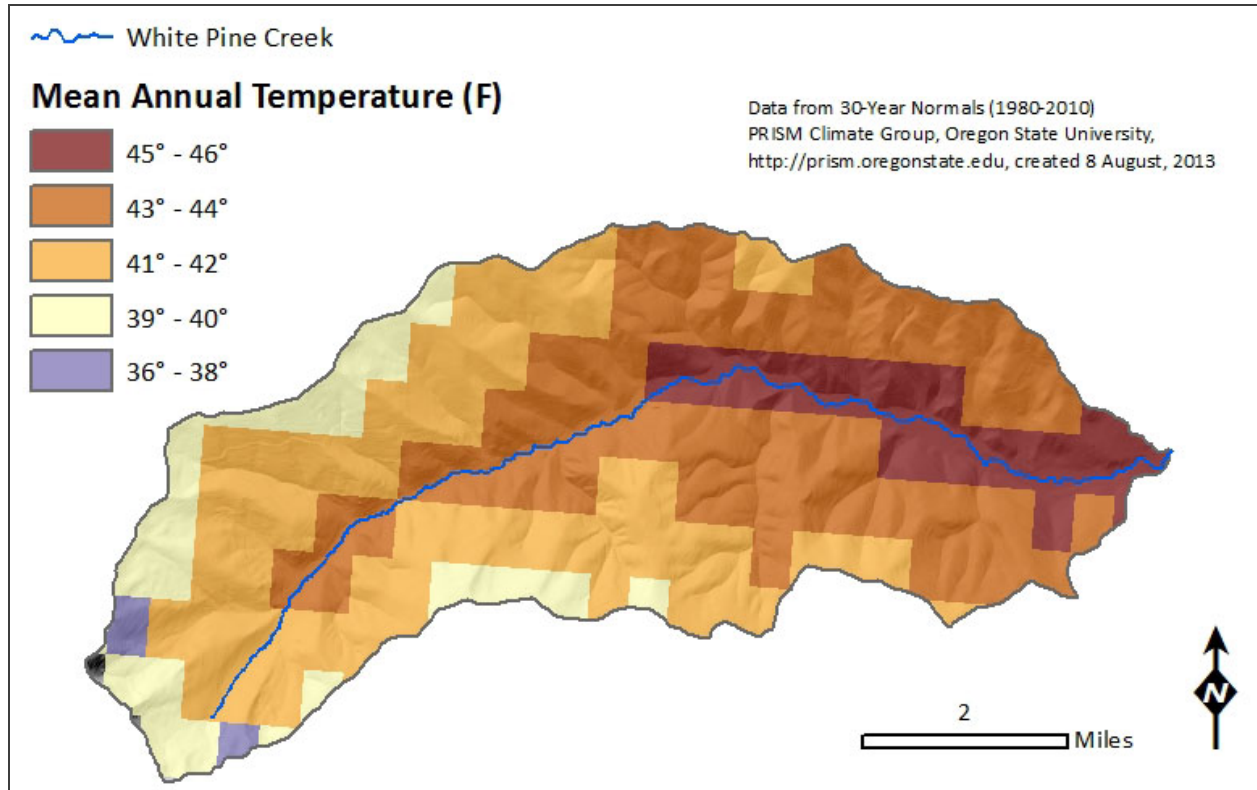 White Pine Creek
Mean Annual Temperature (F)
45° - 46°
43° - 44°
41° - 42°
39° - 40°
36° - 38°
Data from 30-Year Normals (1980-2010)
PRISM Climate Group, Oregon State University,
http://prism.oregonstate.edu, created 8 August, 2013
N
2
Miles